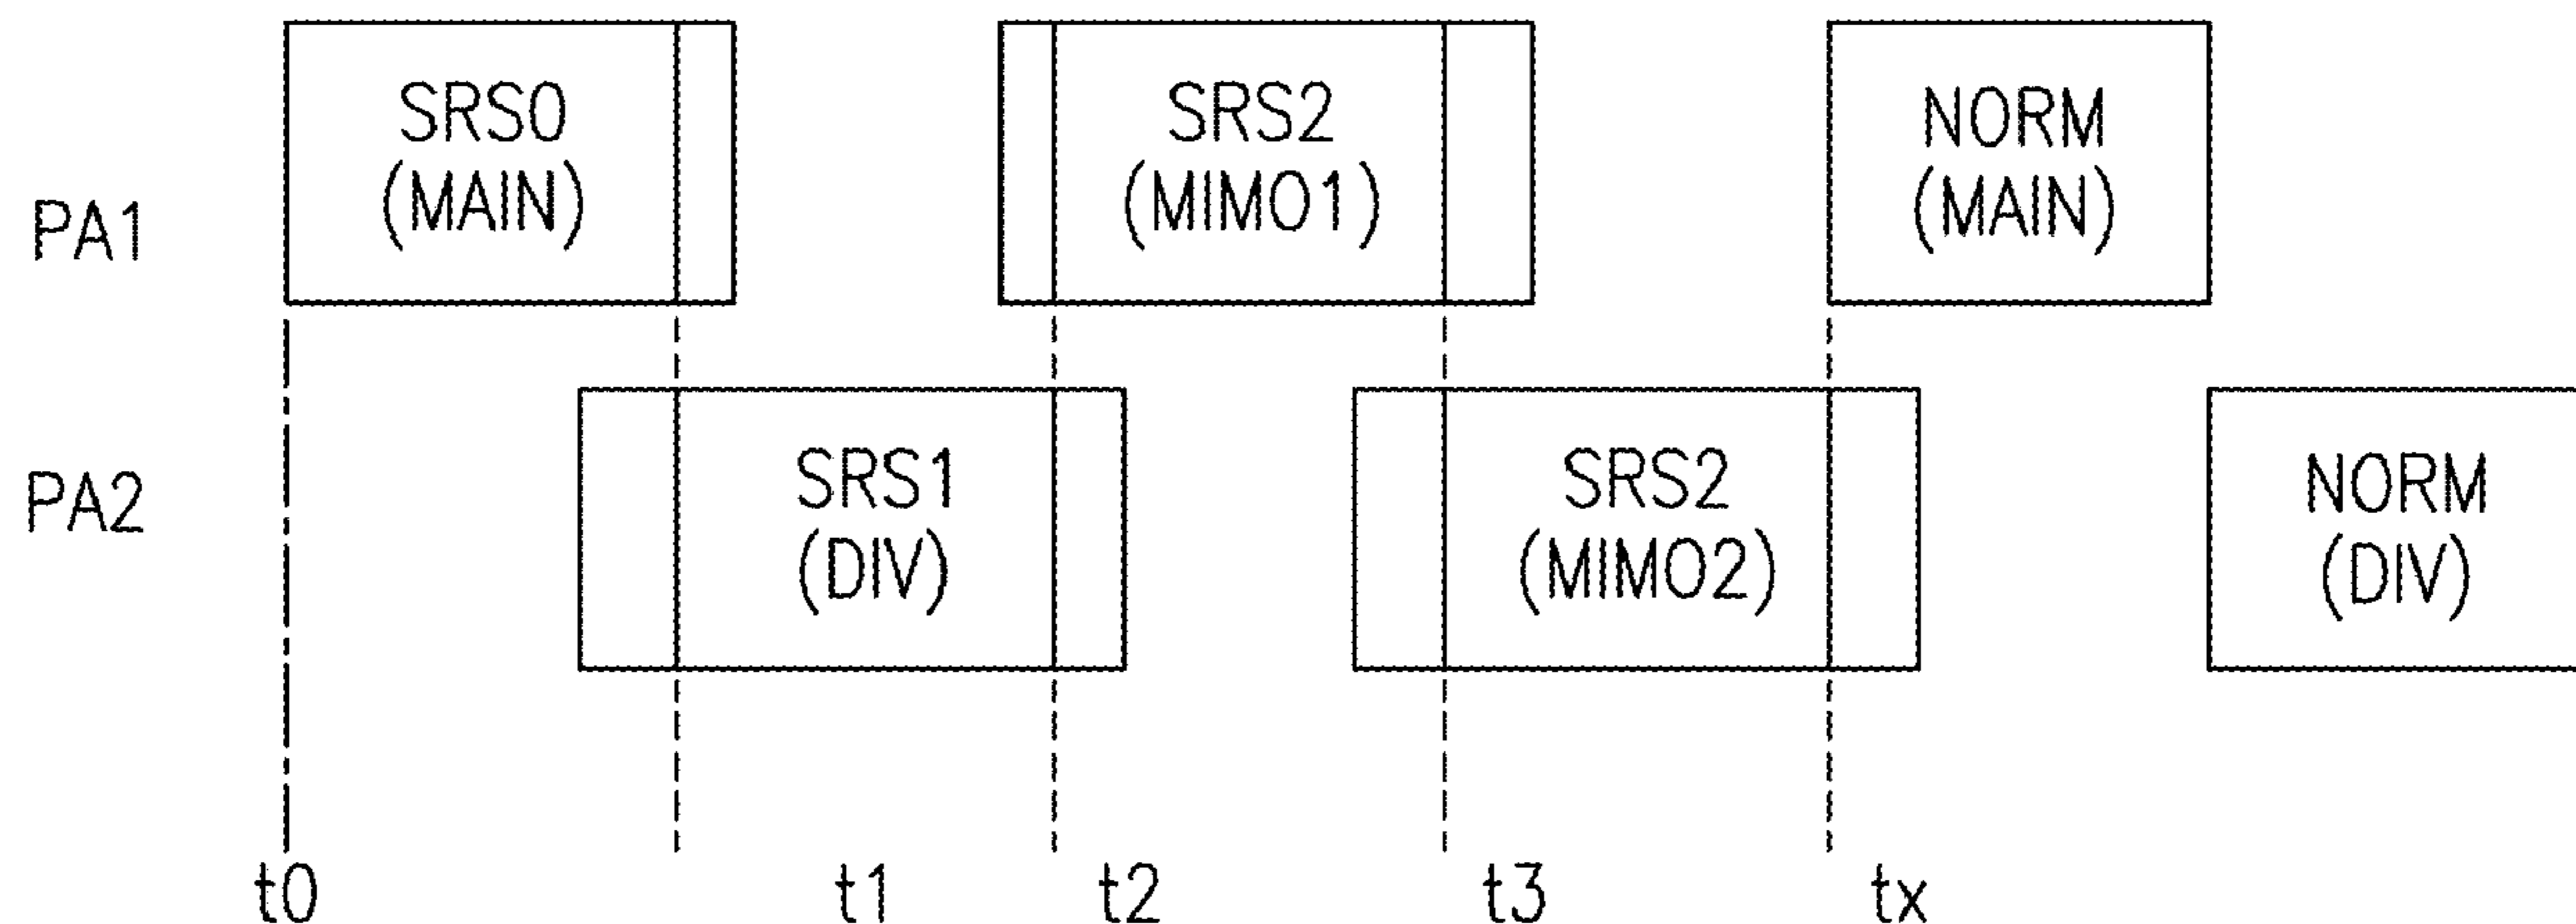 SRS0
(MAIN)
SRS2
(MIMO1)
NORM
(MAIN)
PA1
SRS1
(DIV)
SRS2
(MIMO2)
NORM
(DIV)
PA2
t0
t1
t2
t3
tx